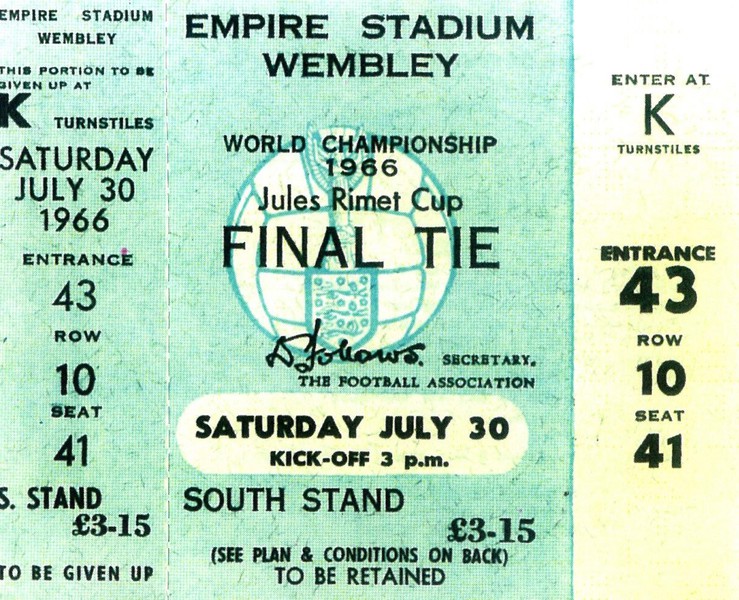 EMPIRE STADIUM
WEMBLEY
THIS PORTION TO BE
GIVEN UP AT
K TURNSTILES
SATURDAY
JULY 30
1966
ENTRANCE
43
ROW
10
SEAT
41
S. STAND
£3-15
TO BE GIVEN UP
EMPIRE STADIUM
WEMBLEY
WORLD CHAMPIONSHIP
1966
Jules Rimet Cup
FINAL TIE
D Follows. SECRETARY.
THE FOOTBALL ASSOCIATION
SATURDAY JULY 30
KICK-OFF 3 p.m.
SOUTH STAND
£3-15
(SEE PLAN & CONDITIONS ON BACK)
TO BE RETAINED
ENTER AT
K
TURNSTILES
ENTRANCE
43
ROW
10
SEAT
41